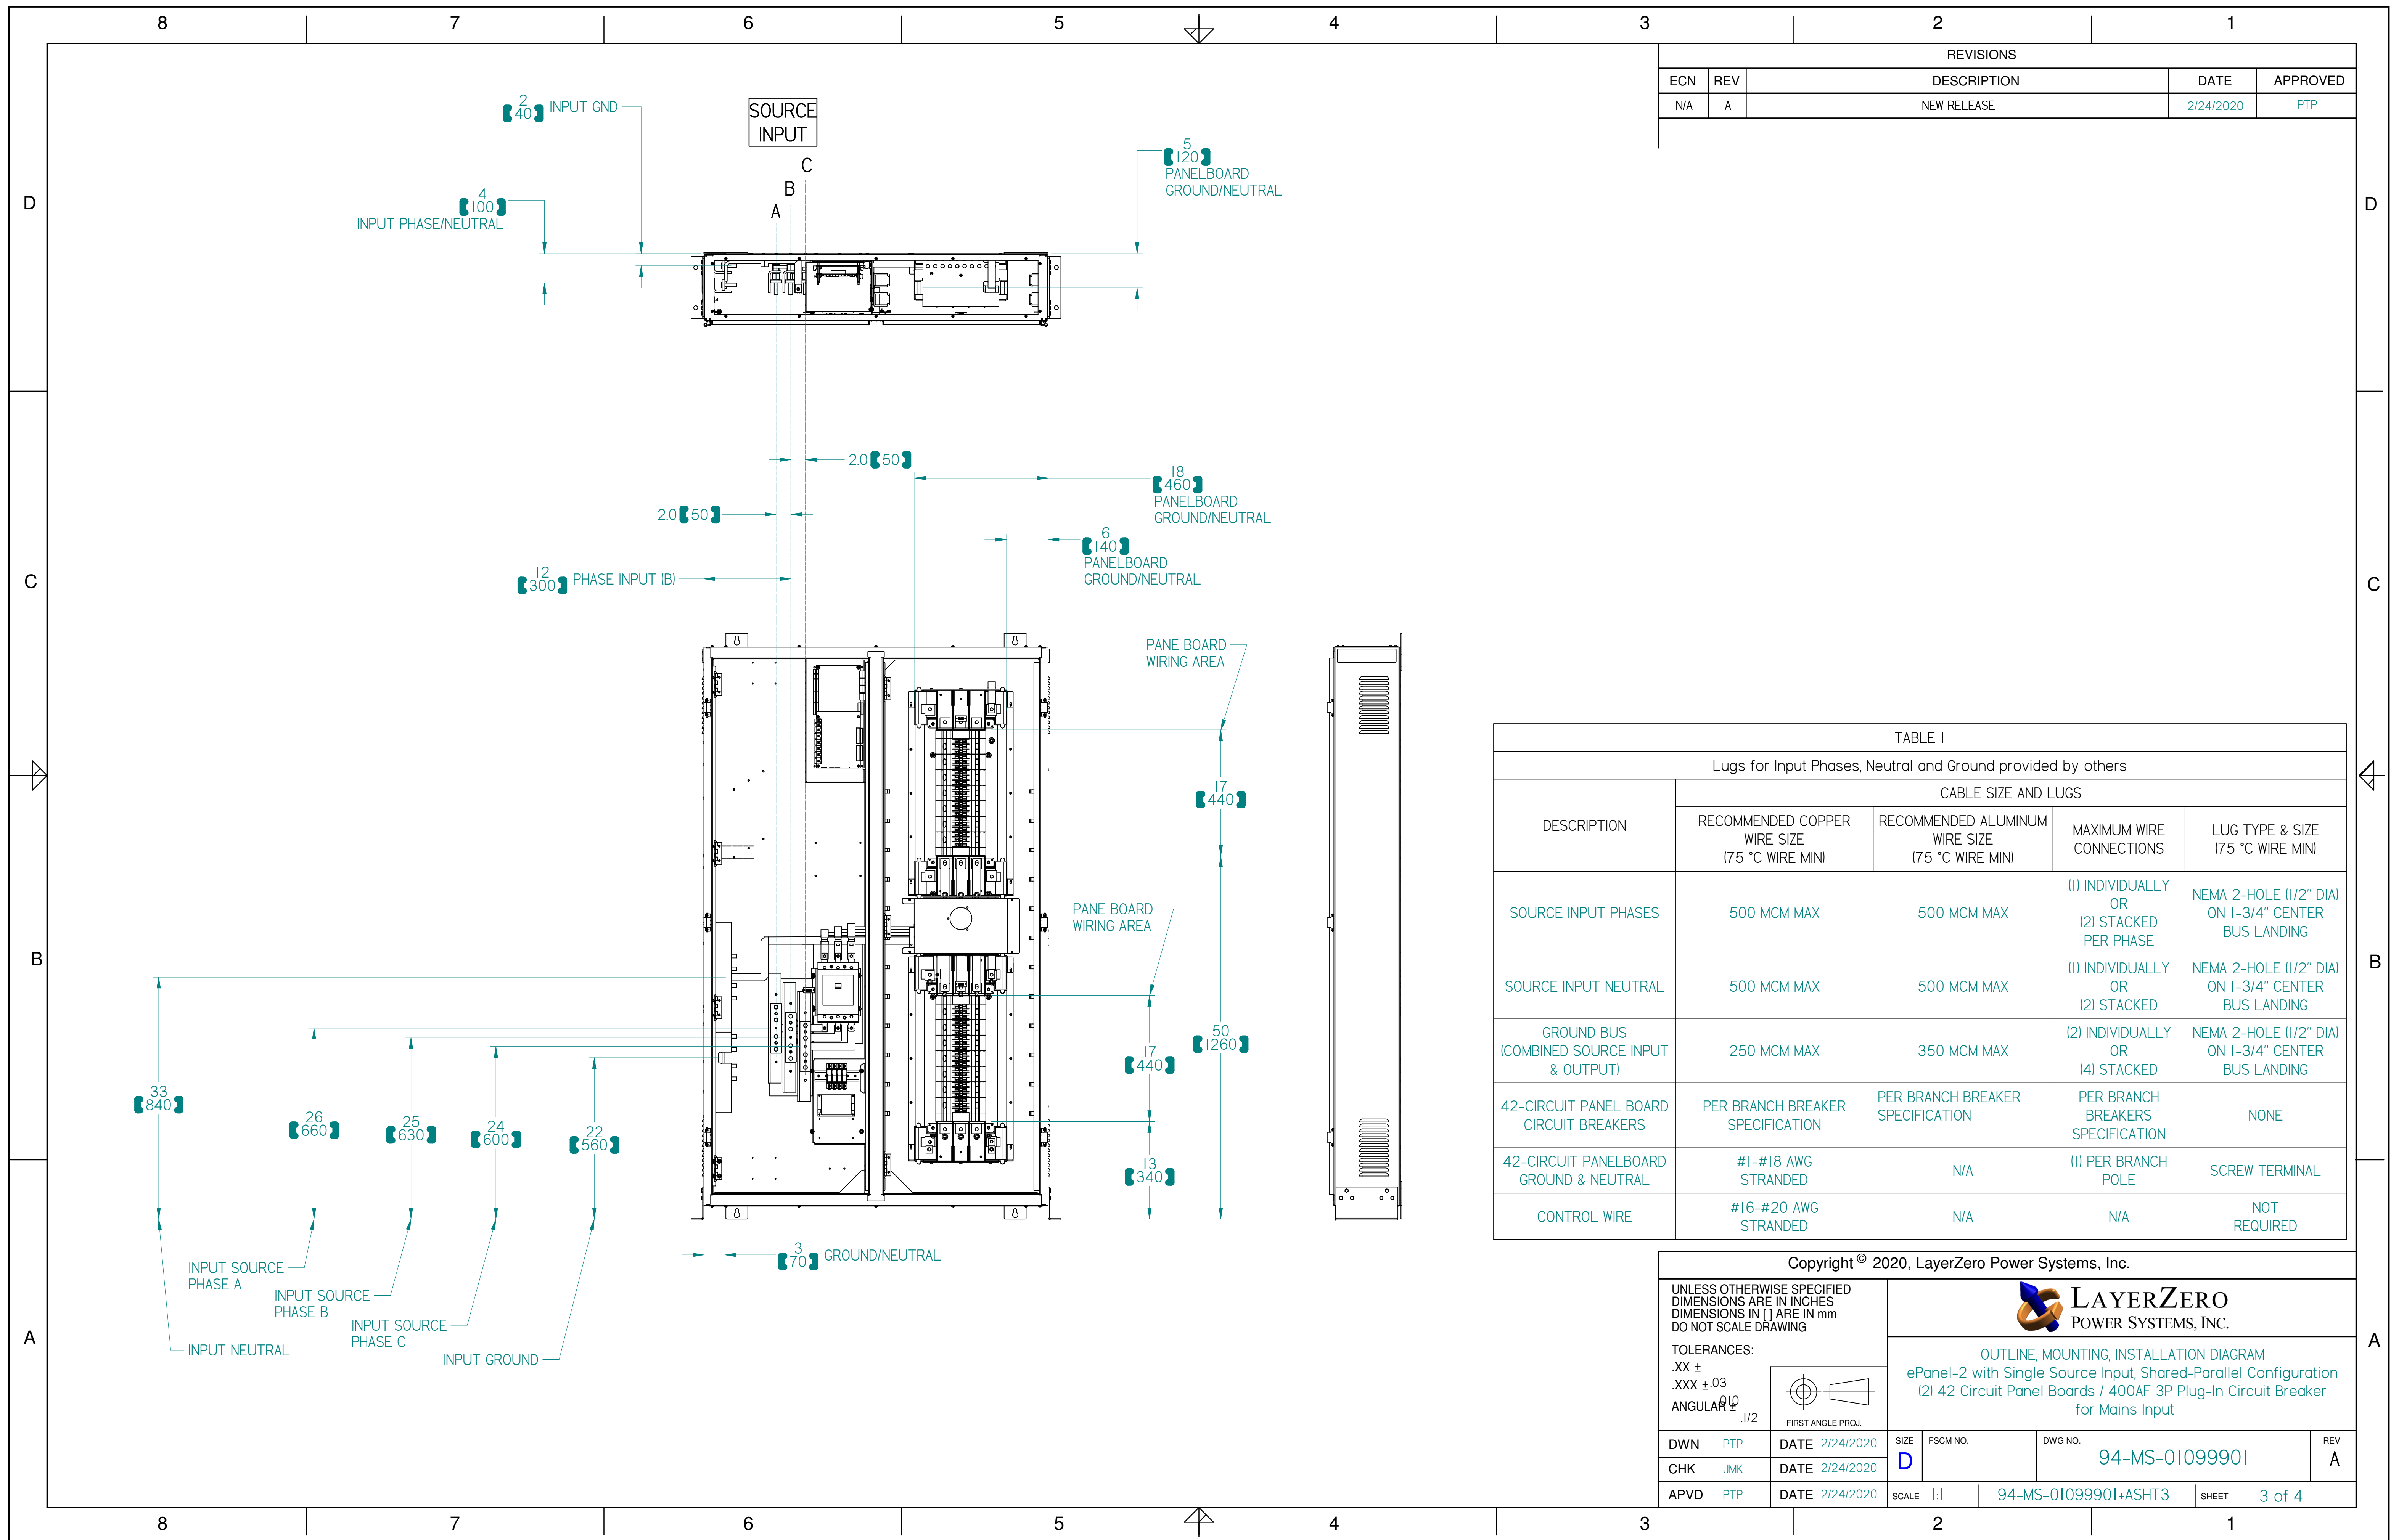 8 7 6 5 4 3 2 1
REVISIONS
ECN REV DESCRIPTION DATE APPROVED
N/A A NEW RELEASE 2/24/2020 PTP
2
[40] INPUT GND
SOURCE
INPUT
C
B
A
5
[120]
PANELBOARD
GROUND/NEUTRAL
4
[100]
INPUT PHASE/NEUTRAL
D
D
2.0 [50]
18
[460]
PANELBOARD
GROUND/NEUTRAL
2.0 [50]
6
[140]
PANELBOARD
GROUND/NEUTRAL
12
[300] PHASE INPUT (B)
C
C
PANE BOARD
WIRING AREA
17
[440]
PANE BOARD
WIRING AREA
50
[1260]
17
[440]
13
[340]
33
[840]
26
[660]
25
[630]
24
[600]
22
[560]
3
[70] GROUND/NEUTRAL
INPUT SOURCE
PHASE A
INPUT SOURCE
PHASE B
INPUT SOURCE
PHASE C
INPUT NEUTRAL
INPUT GROUND
B
B
TABLE 1
Lugs for Input Phases, Neutral and Ground provided by others
DESCRIPTION
CABLE SIZE AND LUGS
RECOMMENDED COPPER
WIRE SIZE
(75 °C WIRE MIN)
RECOMMENDED ALUMINUM
WIRE SIZE
(75 °C WIRE MIN)
MAXIMUM WIRE
CONNECTIONS
LUG TYPE & SIZE
(75 °C WIRE MIN)
SOURCE INPUT PHASES
500 MCM MAX
500 MCM MAX
(1) INDIVIDUALLY
OR
(2) STACKED
PER PHASE
NEMA 2-HOLE (1/2" DIA)
ON 1-3/4" CENTER
BUS LANDING
SOURCE INPUT NEUTRAL
500 MCM MAX
500 MCM MAX
(1) INDIVIDUALLY
OR
(2) STACKED
NEMA 2-HOLE (1/2" DIA)
ON 1-3/4" CENTER
BUS LANDING
GROUND BUS
(COMBINED SOURCE INPUT
& OUTPUT)
250 MCM MAX
350 MCM MAX
(2) INDIVIDUALLY
OR
(4) STACKED
NEMA 2-HOLE (1/2" DIA)
ON 1-3/4" CENTER
BUS LANDING
42-CIRCUIT PANEL BOARD
CIRCUIT BREAKERS
PER BRANCH BREAKER
SPECIFICATION
PER BRANCH BREAKER
SPECIFICATION
PER BRANCH
BREAKERS
SPECIFICATION
NONE
42-CIRCUIT PANELBOARD
GROUND & NEUTRAL
#1-#18 AWG
STRANDED
N/A
(1) PER BRANCH
POLE
SCREW TERMINAL
CONTROL WIRE
#16-#20 AWG
STRANDED
N/A
N/A
NOT
REQUIRED
Copyright © 2020, LayerZero Power Systems, Inc.
UNLESS OTHERWISE SPECIFIED
DIMENSIONS ARE IN INCHES
DIMENSIONS IN [ ] ARE IN mm
DO NOT SCALE DRAWING
TOLERANCES:
.XX ±
.XXX ± .03
.010
ANGULAR ±
.1/2
FIRST ANGLE PROJ.
LAYERZERO
POWER SYSTEMS, INC.
OUTLINE, MOUNTING, INSTALLATION DIAGRAM
ePanel-2 with Single Source Input, Shared-Parallel Configuration
(2) 42 Circuit Panel Boards / 400AF 3P Plug-In Circuit Breaker
for Mains Input
A
A
DWN PTP DATE 2/24/2020
CHK JMK DATE 2/24/2020
APVD PTP DATE 2/24/2020
SIZE
D
FSCM NO.
DWG NO.
94-MS-01099901
REV
A
SCALE 1:1 94-MS-01099901+ASHT3 SHEET 3 of 4
8 7 6 5 4 3 2 1